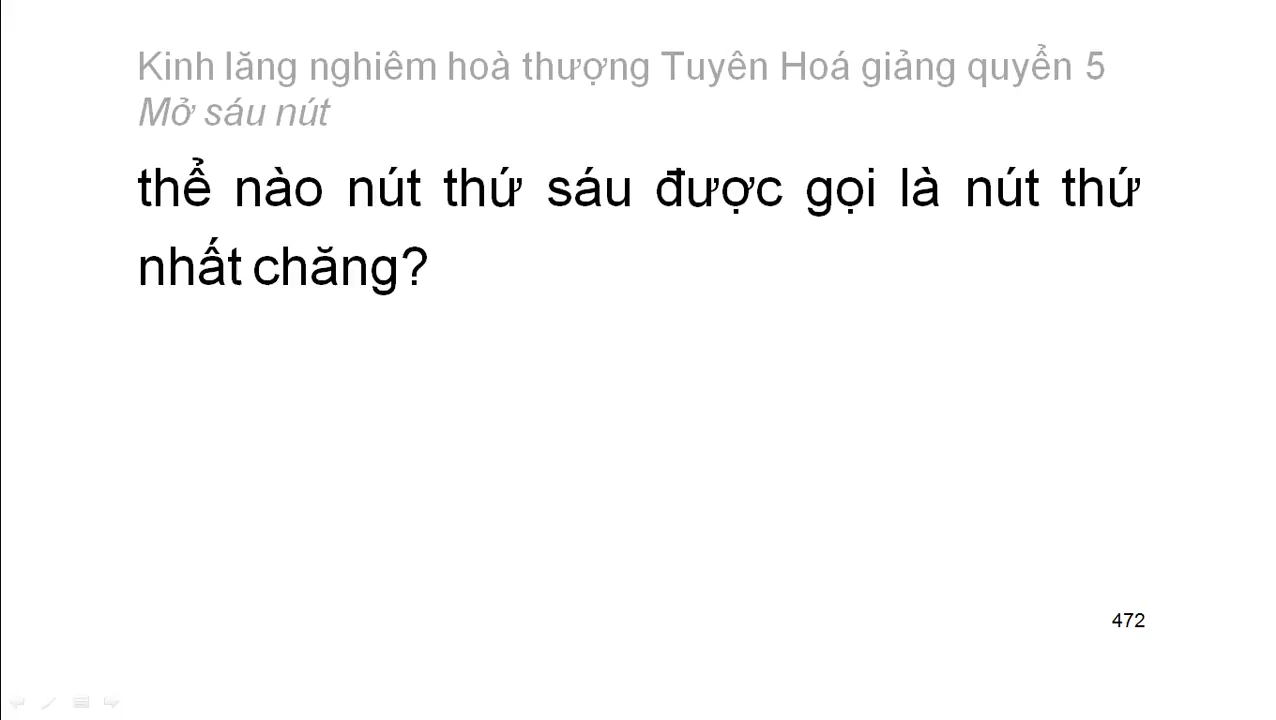 Kinh lăng nghiêm hoà thượng Tuyên Hoá giảng quyển 5
Mở sáu nút
thể nào nút thứ sáu được gọi là nút thứ
nhất chăng?
472